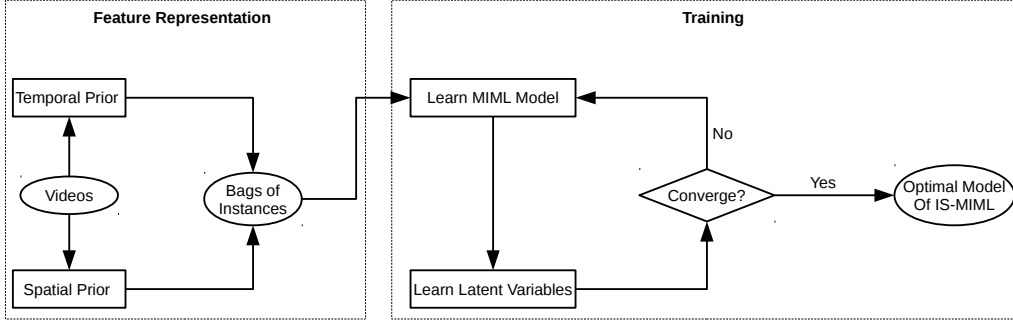 Feature Representation
Training
Temporal Prior
Learn MIML Model
No
Videos
Bags of
Instances
Converge?
Yes
Optimal Model
Of IS-MIML
Spatial Prior
Learn Latent Variables